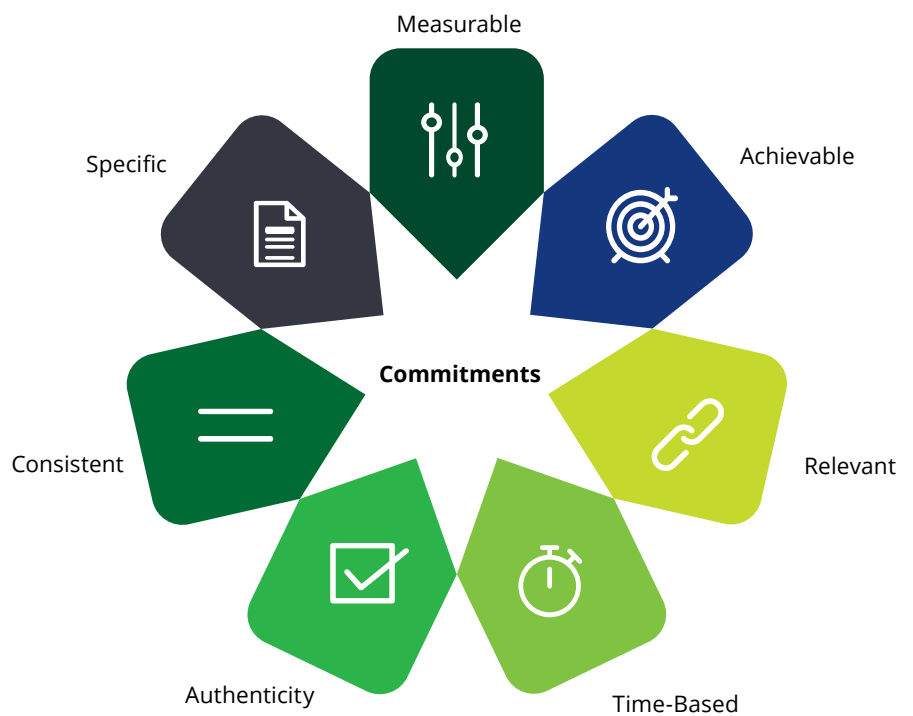 Measurable
Achievable
Specific
Commitments
Consistent
Relevant
Authenticity
Time-Based